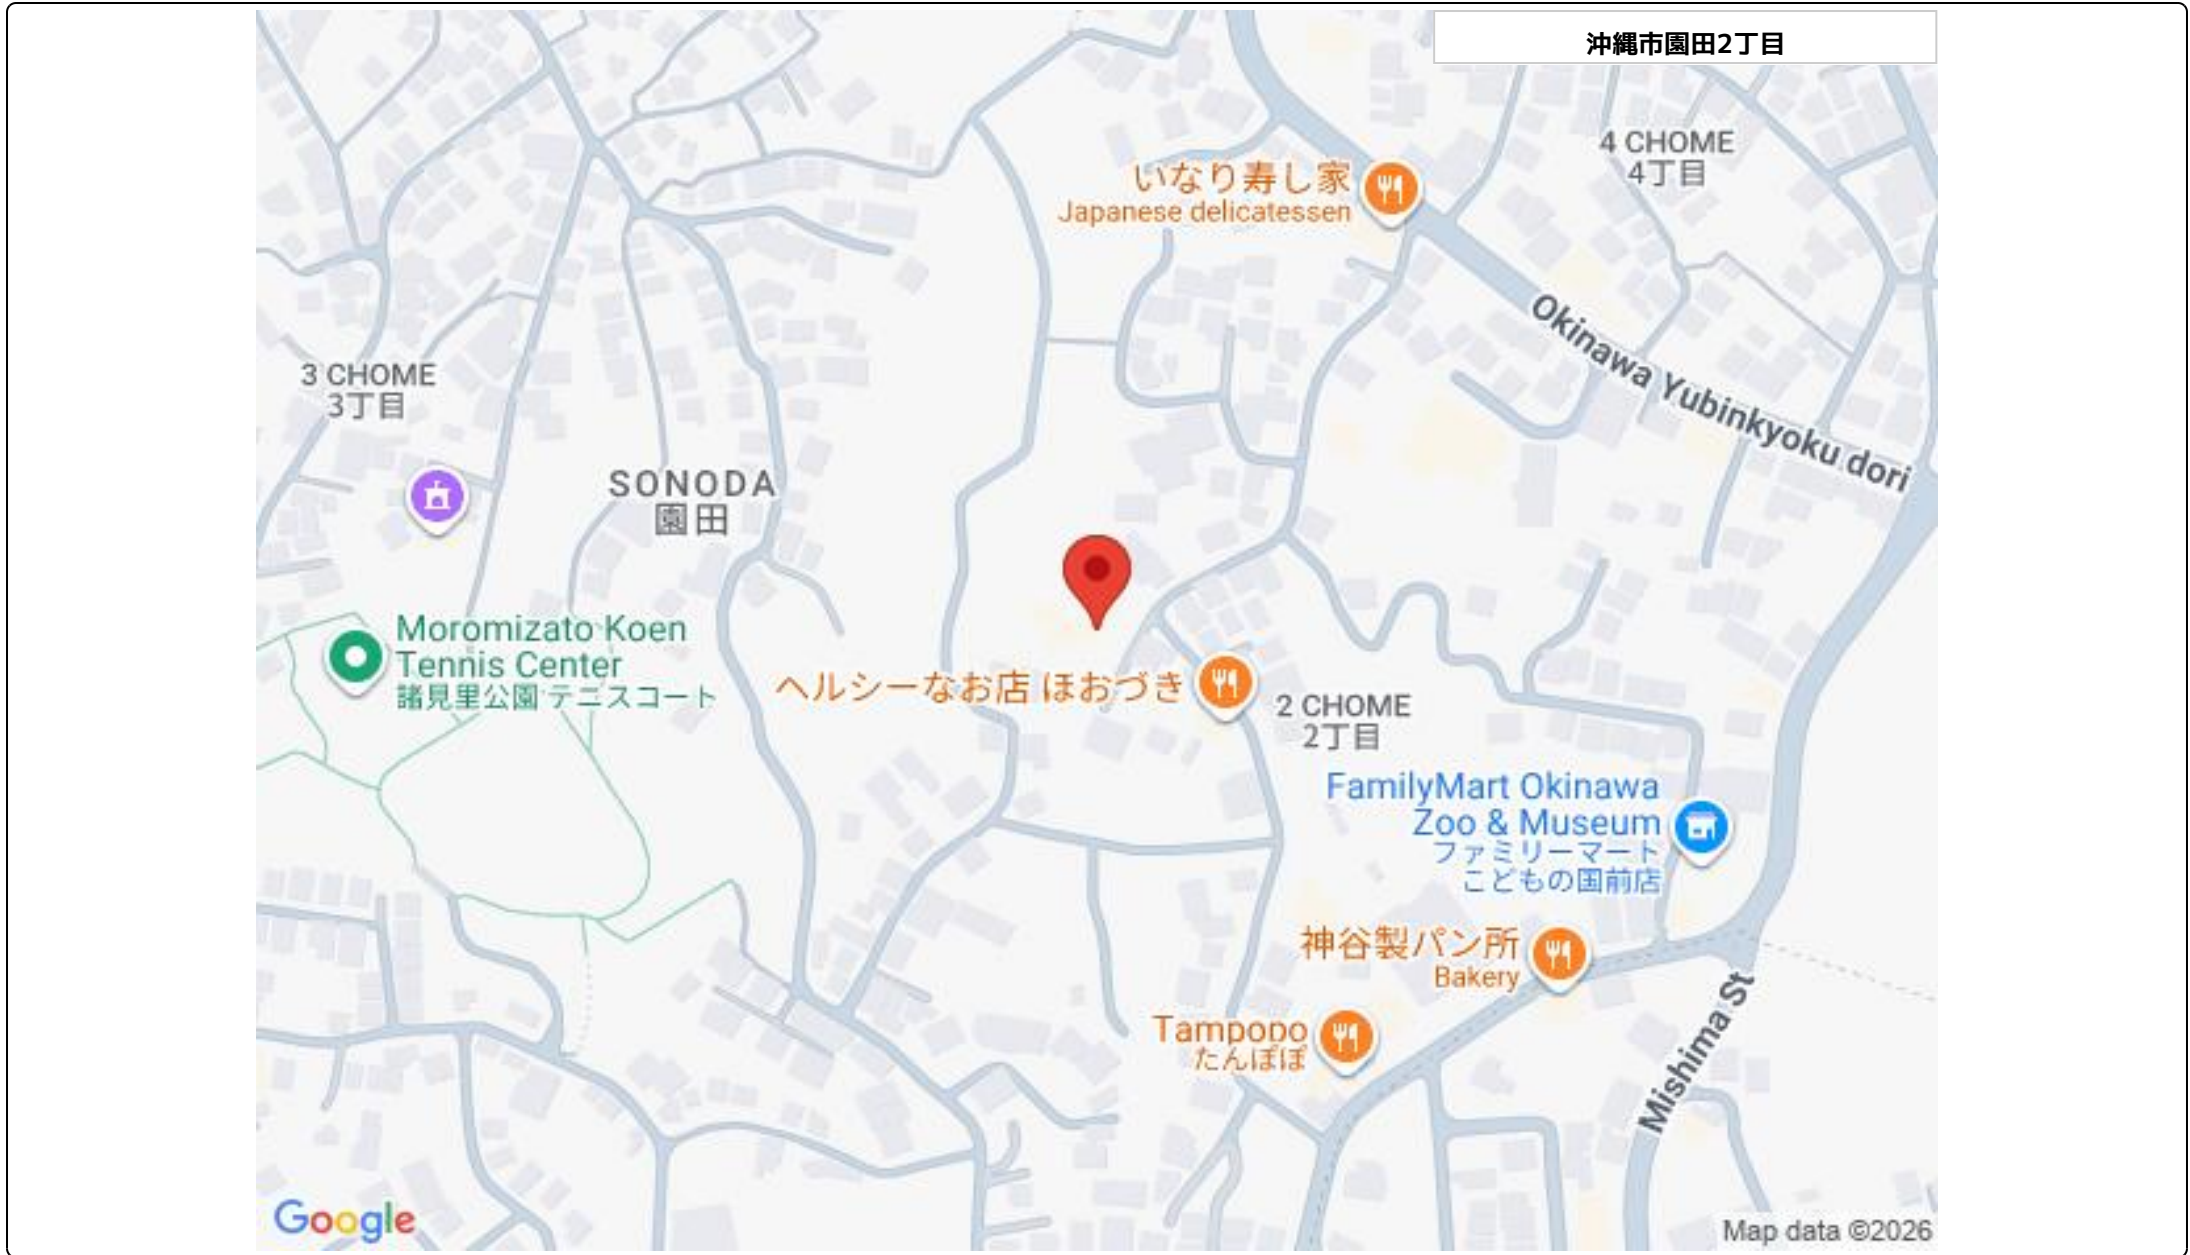 沖縄市園田2丁目
4 CHOME
4丁目
いなり寿し家
Japanese delicatessen
Okinawa Yubinkyoku dori
3 CHOME
3丁目
SONODA
園田
Moromizato Koen
Tennis Center
諸見里公園 テニスコート
ヘルシーなお店 ほおづき
2 CHOME
2丁目
FamilyMart Okinawa
Zoo & Museum
ファミリーマート
こどもの国前店
神谷製パン所
Bakery
Mishima St
Tampopo
たんぽぽ
Google
Map data ©2026